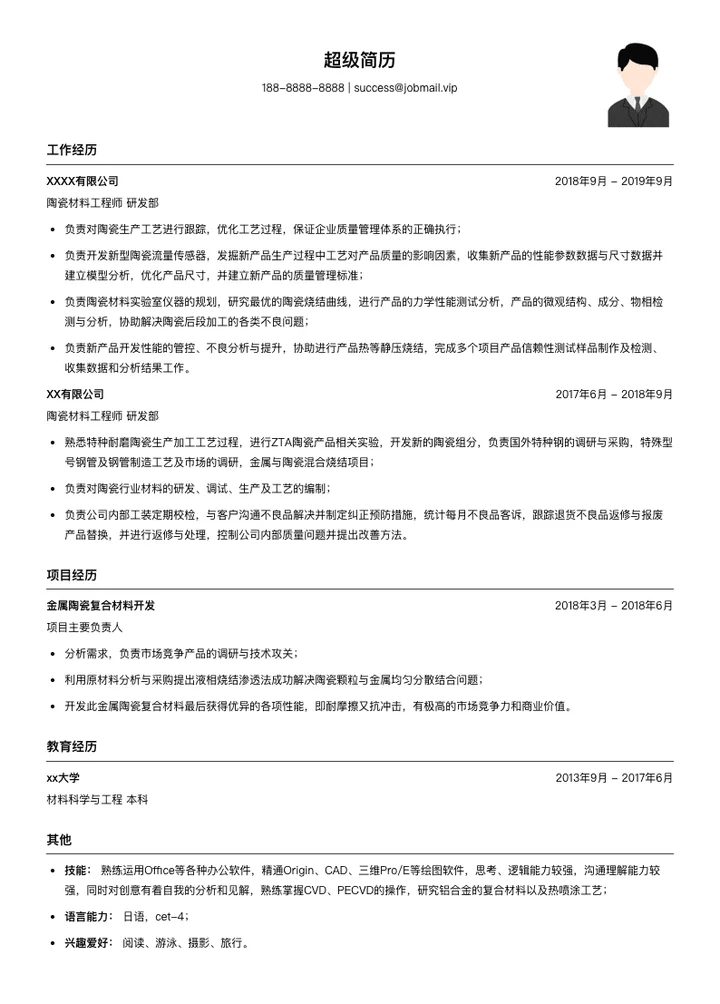 超级简历
188-8888-8888 | success@jobmail.vip
工作经历
XXXX有限公司 2018年9月 – 2019年9月
陶瓷材料工程师 研发部
• 负责对陶瓷生产工艺进行跟踪，优化工艺过程，保证企业质量管理体系的正确执行；
• 负责开发新型陶瓷流量传感器，发掘新产品生产过程中工艺对产品质量的影响因素，收集新产品的性能参数数据与尺寸数据并
建立模型分析，优化产品尺寸，并建立新产品的质量管理标准；
• 负责陶瓷材料实验室仪器的规划，研究最优的陶瓷烧结曲线，进行产品的力学性能测试分析，产品的微观结构、成分、物相检
测与分析，协助解决陶瓷后段加工的各类不良问题；
• 负责新产品开发性能的管控、不良分析与提升，协助进行产品热等静压烧结，完成多个项目产品信赖性测试样品制作及检测、
收集数据和分析结果工作。
XX有限公司 2017年6月 – 2018年9月
陶瓷材料工程师 研发部
• 熟悉特种耐磨陶瓷生产加工工艺过程，进行ZTA陶瓷产品相关实验，开发新的陶瓷组分，负责国外特种钢的调研与采购，特殊型
号钢管及钢管制造工艺及市场的调研，金属与陶瓷混合烧结项目；
• 负责对陶瓷行业材料的研发、调试、生产及工艺的编制；
• 负责公司内部工装定期校检，与客户沟通不良品解决并制定纠正预防措施，统计每月不良品客诉，跟踪退货不良品返修与报废
产品替换，并进行返修与处理，控制公司内部质量问题并提出改善方法。
项目经历
金属陶瓷复合材料开发 2018年3月 – 2018年6月
项目主要负责人
• 分析需求，负责市场竞争产品的调研与技术攻关；
• 利用原材料分析与采购提出液相烧结渗透法成功解决陶瓷颗粒与金属均匀分散结合问题；
• 开发此金属陶瓷复合材料最后获得优异的各项性能，即耐摩擦又抗冲击，有极高的市场竞争力和商业价值。
教育经历
xx大学 2013年9月 – 2017年6月
材料科学与工程 本科
其他
• 技能： 熟练运用Office等各种办公软件，精通Origin、CAD、三维Pro/E等绘图软件，思考、逻辑能力较强，沟通理解能力较
强，同时对创意有着自我的分析和见解，熟练掌握CVD、PECVD的操作，研究铝合金的复合材料以及热喷涂工艺；
• 语言能力： 日语，cet-4；
• 兴趣爱好： 阅读、游泳、摄影、旅行。